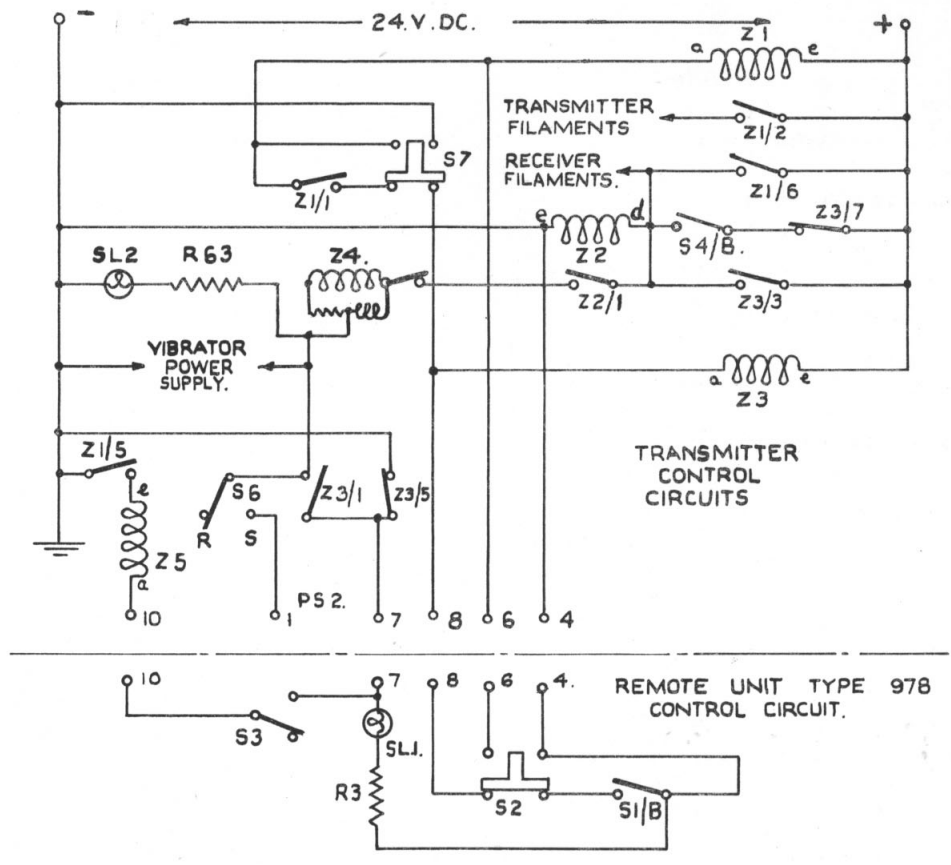 - 24.V.DC. +
Z1
a e
TRANSMITTER
FILAMENTS
Z1/2
S7
RECEIVER
FILAMENTS.
Z1/1
Z1/6
e d
Z2
S4/B.
Z3/7
SL2
R63
Z4.
Z2/1
Z3/3
VIBRATOR
POWER
SUPPLY.
a e
Z3
TRANSMITTER
CONTROL
CIRCUITS
Z1/5
e
Z5
a
S6
R S
Z3/1
Z3/5
PS2.
10 1 7 8 6 4
10 7 8 6 4.
REMOTE UNIT TYPE 978
CONTROL CIRCUIT.
S3
SL1.
R3
S2
S1/B